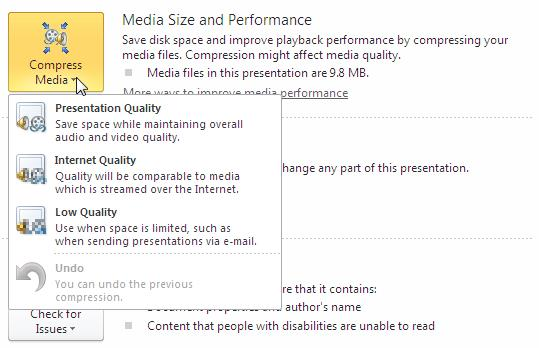 Compress
Media
Media Size and Performance
Save disk space and improve playback performance by compressing your
media files. Compression might affect media quality.
Media files in this presentation are 9.8 MB.
More ways to improve media performance
Presentation Quality
Save space while maintaining overall
audio and video quality.
Internet Quality
Quality will be comparable to media
which is streamed over the Internet.
Low Quality
Use when space is limited, such as
when sending presentations via e-mail.
Undo
You can undo the previous
compression.
hange any part of this presentation.
re that it contains:
Document properties and author's name
Content that people with disabilities are unable to read
Check for
Issues